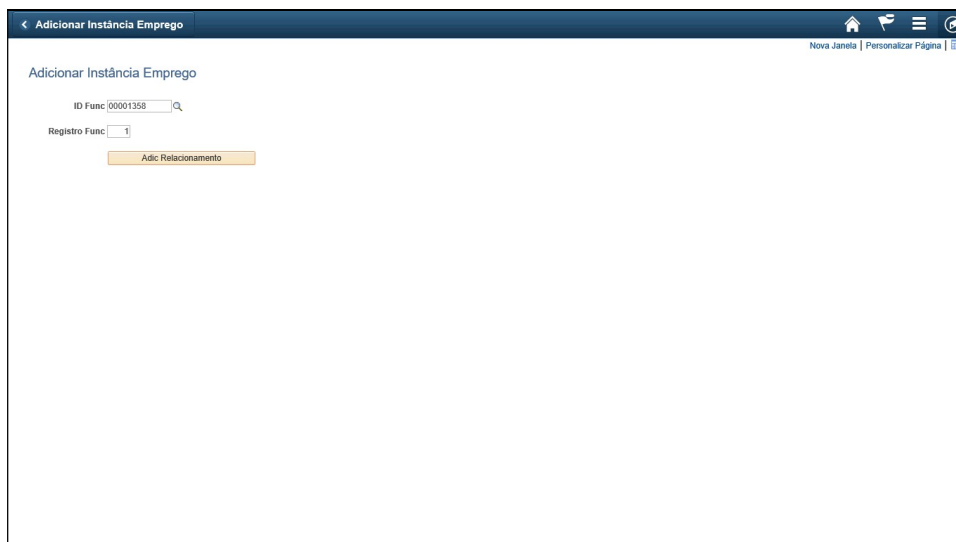 Adicionar Instância Emprego
Nova Janela | Personalizar Página |
Adicionar Instância Emprego
ID Func 00001358
Registro Func 1
Adic Relacionamento